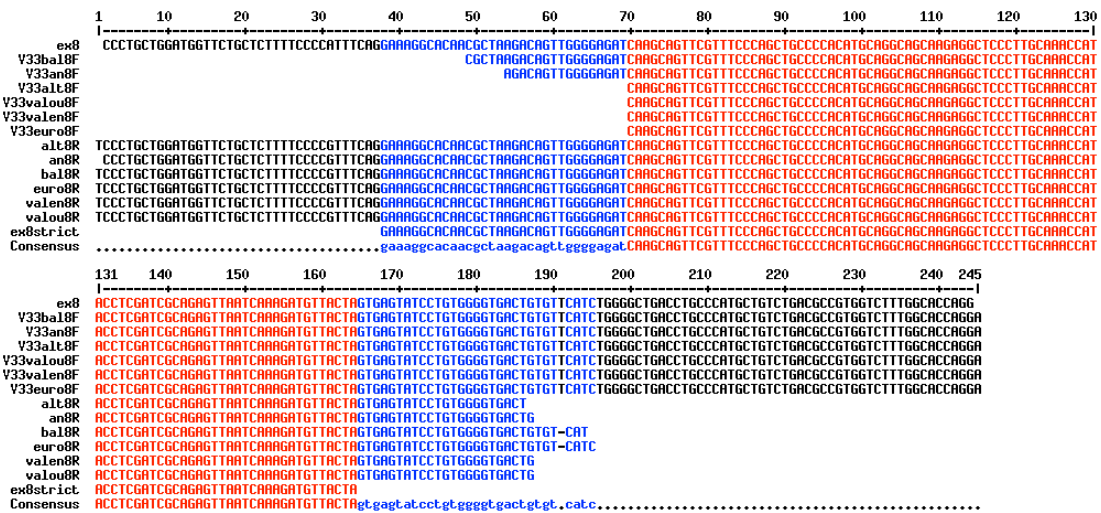 1 10 20 30 40 50 60 70 80 90 100 110 120 130
ex8 CCCTGCTGGATGGTTCTGCTCTTTTCCCCATTTCAGGAAAGGCACAACGCTAAGACAGTTGGGGAGATCAAGCAGTTCGTTTCCCAGCTGCCCCACATGCAGGCAGCAAGAGGCTCCCTTGCAAACCAT
V33bal8F CGCTAAGACAGTTGGGGAGATCAAGCAGTTCGTTTCCCAGCTGCCCCACATGCAGGCAGCAAGAGGCTCCCTTGCAAACCAT
V33an8F AGACAGTTGGGGAGATCAAGCAGTTCGTTTCCCAGCTGCCCCACATGCAGGCAGCAAGAGGCTCCCTTGCAAACCAT
V33alt8F CAAGCAGTTCGTTTCCCAGCTGCCCCACATGCAGGCAGCAAGAGGCTCCCTTGCAAACCAT
V33valou8F CAAGCAGTTCGTTTCCCAGCTGCCCCACATGCAGGCAGCAAGAGGCTCCCTTGCAAACCAT
V33valen8F CAAGCAGTTCGTTTCCCAGCTGCCCCACATGCAGGCAGCAAGAGGCTCCCTTGCAAACCAT
V33euro8F CAAGCAGTTCGTTTCCCAGCTGCCCCACATGCAGGCAGCAAGAGGCTCCCTTGCAAACCAT
alt8R TCCCTGCTGGATGGTTCTGCTCTTTTCCCCGTTTCAGGAAAGGCACAACGCTAAGACAGTTGGGGAGATCAAGCAGTTCGTTTCCCAGCTGCCCCACATGCAGGCAGCAAGAGGCTCCCTTGCAAACCAT
an8R CCCTGCTGGATGGTTCTGCTCTTTTCCCCGTTTCAGGAAAGGCACAACGCTAAGACAGTTGGGGAGATCAAGCAGTTCGTTTCCCAGCTGCCCCACATGCAGGCAGCAAGAGGCTCCCTTGCAAACCAT
bal8R TCCCTGCTGGATGGTTCTGCTCTTTTCCCCGTTTCAGGAAAGGCACAACGCTAAGACAGTTGGGGAGATCAAGCAGTTCGTTTCCCAGCTGCCCCACATGCAGGCAGCAAGAGGCTCCCTTGCAAACCAT
euro8R TCCCTGCTGGATGGTTCTGCTCTTTTCCCCGTTTCAGGAAAGGCACAACGCTAAGACAGTTGGGGAGATCAAGCAGTTCGTTTCCCAGCTGCCCCACATGCAGGCAGCAAGAGGCTCCCTTGCAAACCAT
valen8R TCCCTGCTGGATGGTTCTGCTCTTTTCCCCGTTTCAGGAAAGGCACAACGCTAAGACAGTTGGGGAGATCAAGCAGTTCGTTTCCCAGCTGCCCCACATGCAGGCAGCAAGAGGCTCCCTTGCAAACCAT
valou8R TCCCTGCTGGATGGTTCTGCTCTTTTCCCCGTTTCAGGAAAGGCACAACGCTAAGACAGTTGGGGAGATCAAGCAGTTCGTTTCCCAGCTGCCCCACATGCAGGCAGCAAGAGGCTCCCTTGCAAACCAT
ex8strict GAAAGGCACAACGCTAAGACAGTTGGGGAGATCAAGCAGTTCGTTTCCCAGCTGCCCCACATGCAGGCAGCAAGAGGCTCCCTTGCAAACCAT
Consensus .....................................gaaaggcacaacgctaagacagttggggagatCAAGCAGTTCGTTTCCCAGCTGCCCCACATGCAGGCAGCAAGAGGCTCCCTTGCAAACCAT
131 140 150 160 170 180 190 200 210 220 230 240 245
ex8 ACCTCGATCGCAGAGTTAATCAAAGATGTTACTAGTGAGTATCCTGTGGGGTGACTGTGTTCATCTGGGGCTGACCTGCCCATGCTGTCTGACGCCGTGGTCTTTGGCACCAGG
V33bal8F ACCTCGATCGCAGAGTTAATCAAAGATGTTACTAGTGAGTATCCTGTGGGGTGACTGTGTTCATCTGGGGCTGACCTGCCCATGCTGTCTGACGCCGTGGTCTTTGGCACCAGGA
V33an8F ACCTCGATCGCAGAGTTAATCAAAGATGTTACTAGTGAGTATCCTGTGGGGTGACTGTGTTCATCTGGGGCTGACCTGCCCATGCTGTCTGACGCCGTGGTCTTTGGCACCAGGA
V33alt8F ACCTCGATCGCAGAGTTAATCAAAGATGTTACTAGTGAGTATCCTGTGGGGTGACTGTGTTCATCTGGGGCTGACCTGCCCATGCTGTCTGACGCCGTGGTCTTTGGCACCAGGA
V33valou8F ACCTCGATCGCAGAGTTAATCAAAGATGTTACTAGTGAGTATCCTGTGGGGTGACTGTGTTCATCTGGGGCTGACCTGCCCATGCTGTCTGACGCCGTGGTCTTTGGCACCAGGA
V33valen8F ACCTCGATCGCAGAGTTAATCAAAGATGTTACTAGTGAGTATCCTGTGGGGTGACTGTGTTCATCTGGGGCTGACCTGCCCATGCTGTCTGACGCCGTGGTCTTTGGCACCAGGA
V33euro8F ACCTCGATCGCAGAGTTAATCAAAGATGTTACTAGTGAGTATCCTGTGGGGTGACTGTGTTCATCTGGGGCTGACCTGCCCATGCTGTCTGACGCCGTGGTCTTTGGCACCAGGA
alt8R ACCTCGATCGCAGAGTTAATCAAAGATGTTACTAGTGAGTATCCTGTGGGGTGACT
an8R ACCTCGATCGCAGAGTTAATCAAAGATGTTACTAGTGAGTATCCTGTGGGGTGACTG
bal8R ACCTCGATCGCAGAGTTAATCAAAGATGTTACTAGTGAGTATCCTGTGGGGTGACTGTGT-CAT
euro8R ACCTCGATCGCAGAGTTAATCAAAGATGTTACTAGTGAGTATCCTGTGGGGTGACTGTGT-CATC
valen8R ACCTCGATCGCAGAGTTAATCAAAGATGTTACTAGTGAGTATCCTGTGGGGTGACTG
valou8R ACCTCGATCGCAGAGTTAATCAAAGATGTTACTAGTGAGTATCCTGTGGGGTGACTG
ex8strict ACCTCGATCGCAGAGTTAATCAAAGATGTTACTA
Consensus ACCTCGATCGCAGAGTTAATCAAAGATGTTACTAgtgagtatcctgtggggtgactgtgt.catc..................................................